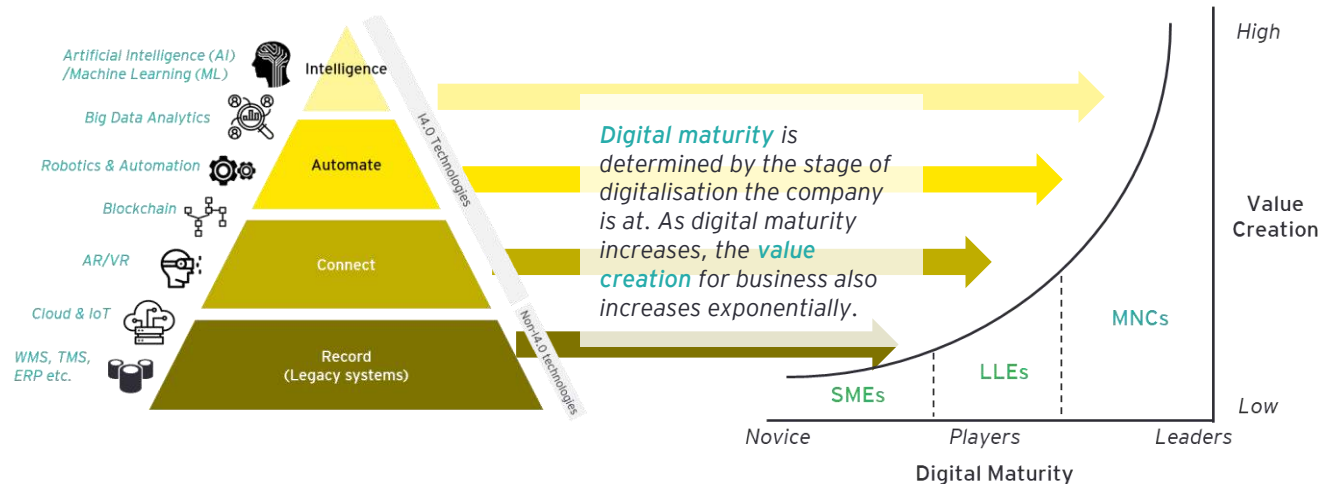 Artificial Intelligence (AI)
/Machine Learning (ML)
Big Data Analytics
Robotics & Automation
Blockchain
AR/VR
Cloud & IoT
WMS, TMS,
ERP etc.
Intelligence
Automate
Connect
Record
(Legacy systems)
I4.0 Technologies
Non-I4.0 technologies
Digital maturity is
determined by the stage of
digitalisation the company
is at. As digital maturity
increases, the value
creation for business also
increases exponentially.
High
Value
Creation
Low
SMEs
LLEs
MNCs
Novice
Players
Leaders
Digital Maturity